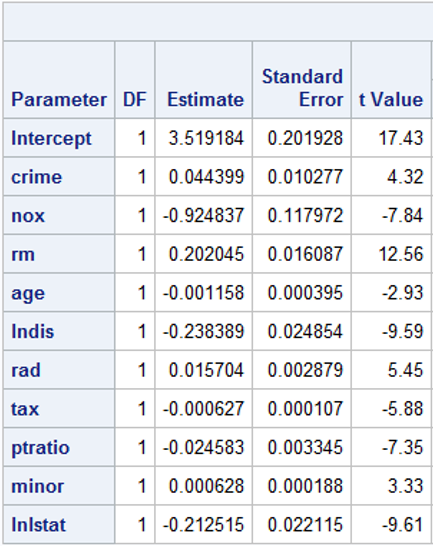 Parameter DF Estimate Standard Error t Value
Intercept 1 3.519184 0.201928 17.43
crime 1 0.044399 0.010277 4.32
nox 1 -0.924837 0.117972 -7.84
rm 1 0.202045 0.016087 12.56
age 1 -0.001158 0.000395 -2.93
lndis 1 -0.238389 0.024854 -9.59
rad 1 0.015704 0.002879 5.45
tax 1 -0.000627 0.000107 -5.88
ptratio 1 -0.024583 0.003345 -7.35
minor 1 0.000628 0.000188 3.33
lnlstat 1 -0.212515 0.022115 -9.61